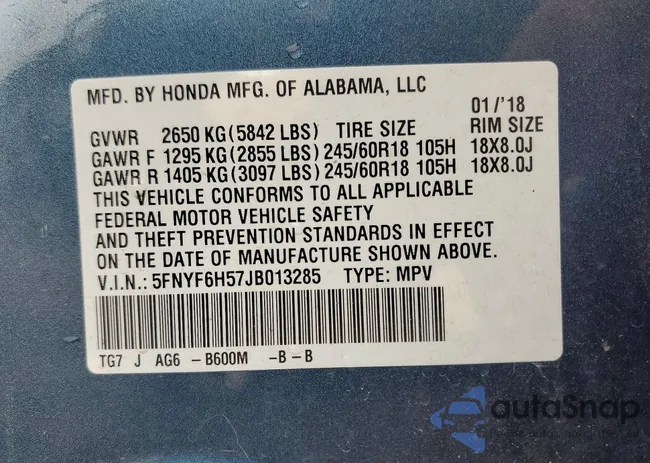 MFD. BY HONDA MFG. OF ALABAMA, LLC
01/'18
GVWR 2650 KG(5842 LBS) TIRE SIZE RIM SIZE
GAWR F 1295 KG(2855 LBS)245/60R18 105H 18X8.0J
GAWR R 1405 KG(3097 LBS)245/60R18 105H 18X8.0J
THIS VEHICLE CONFORMS TO ALL APPLICABLE
FEDERAL MOTOR VEHICLE SAFETY
AND THEFT PREVENTION STANDARDS IN EFFECT
ON THE DATE OF MANUFACTURE SHOWN ABOVE.
V.I.N.: 5FNYF6H57JB013285 TYPE: MPV
TG7 J AG6 -B600M -B-B
autoSnap